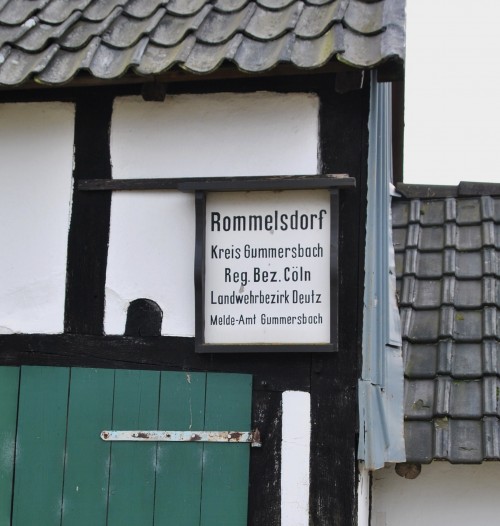 Rommelsdorf
Kreis Gummersbach
Reg. Bez. Cöln
Landwehrbezirk Deutz
Melde-Amt Gummersbach